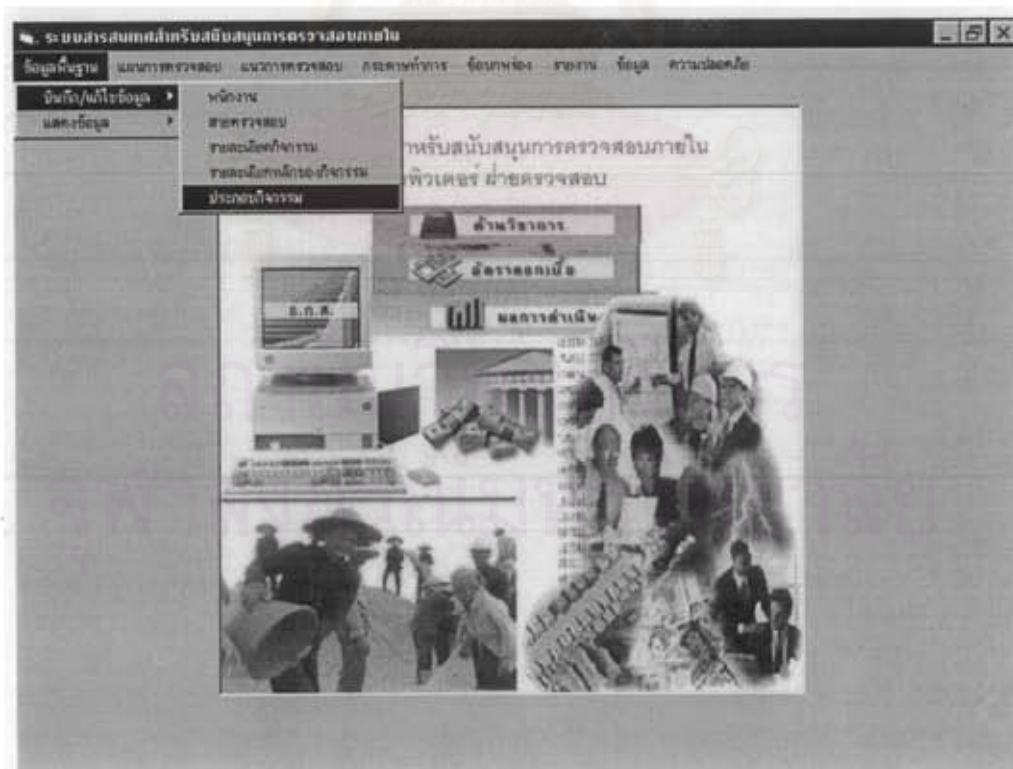 ระบบสารสนเทศสำหรับสนับสนุนการตรวจสอบภายใน
ข้อมูลพื้นฐาน แผนการตรวจสอบ แนวการตรวจสอบ กระดาษทำการ ข้อบกพร่อง รายงาน ข้อมูล ความปลอดภัย
บันทึก/แก้ไขข้อมูล
แสดงข้อมูล
พนักงาน
สายตรวจสอบ
รายละเอียดกิจกรรม
รายละเอียดหลักของกิจกรรม
ประกอบกิจกรรม
าหรับสนับสนุนการตรวจสอบภายใน
พิวเตอร์ ฝ่ายตรวจสอบ
ด้านวิชาการ
อัตราดอกเบี้ย
ผลการดำเนิน
ธ.ก.ส.